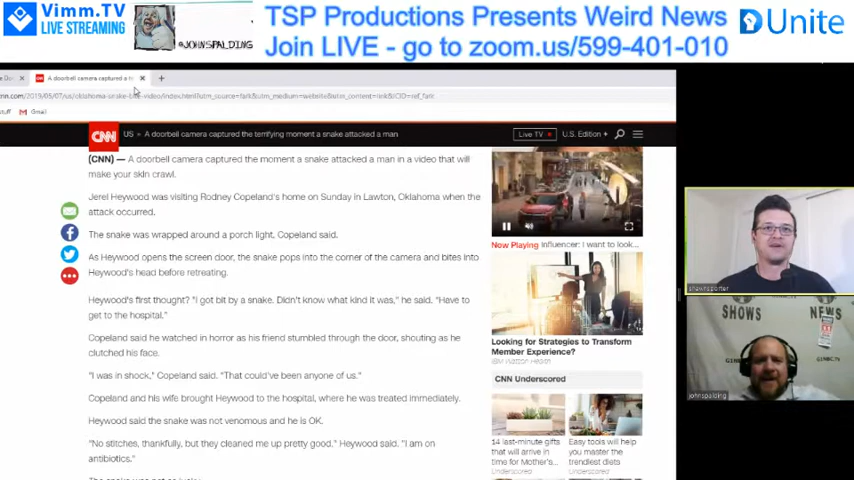 Vimm.TV
LIVE STREAMING
@JOHNSPALDING
TSP Productions Presents Weird News
Join LIVE - go to zoom.us/599-401-010
DUnite
A doorbell camera captured a
Gmail
CNN
US » A doorbell camera captured the terrifying moment a snake attacked a man
Live TV
U.S. Edition +
(CNN) — A doorbell camera captured the moment a snake attacked a man in a video that will
make your skin crawl.
Jerel Heywood was visiting Rodney Copeland's home on Sunday in Lawton, Oklahoma when the
attack occurred.
The snake was wrapped around a porch light, Copeland said.
As Heywood opens the screen door, the snake pops into the corner of the camera and bites into
Heywood's head before retreating.
Heywood's first thought? "I got bit by a snake. Didn't know what kind it was," he said. "Have to
get to the hospital."
Copeland said he watched in horror as his friend stumbled through the door, shouting as he
clutched his face.
"I was in shock," Copeland said. "That could've been anyone of us."
Copeland and his wife brought Heywood to the hospital, where he was treated immediately.
Heywood said the snake was not venomous and he is OK.
"No stitches, thankfully, but they cleaned me up pretty good," Heywood said. "I am on
antibiotics."
Now Playing Influencer: I want to look...
Looking for Strategies to Transform
Member Experience?
CNN Underscored
14 last-minute gifts
that will arrive in
time for Mother's...
Underscored
Easy tools will help
you master the
trendiest diets
Underscored
shawnsporter
SHOWS
NEWS
johnspalding